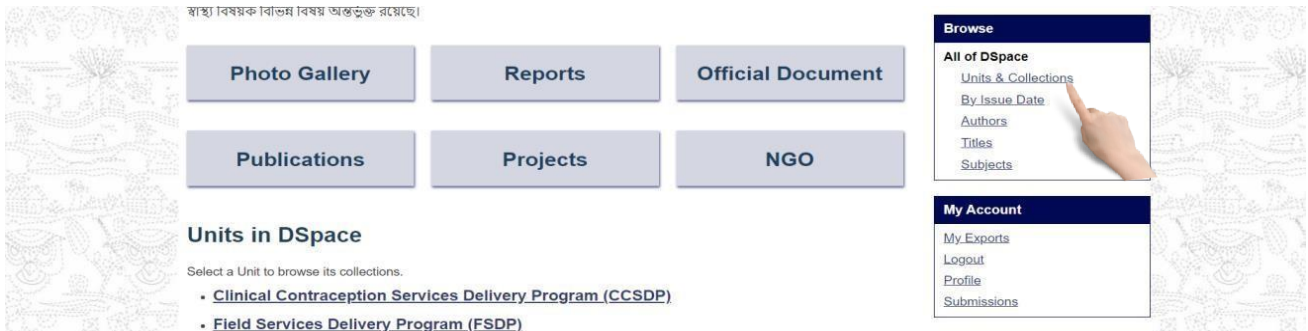 স্বাস্থ্য বিষয়ক বিভিন্ন বিষয় অন্তর্ভুক্ত রয়েছে।
Photo Gallery
Reports
Official Document
Publications
Projects
NGO
Units in DSpace
Select a Unit to browse its collections.
• Clinical Contraception Services Delivery Program (CCSDP)
• Field Services Delivery Program (FSDP)
Browse
All of DSpace
Units & Collections
By Issue Date
Authors
Titles
Subjects
My Account
My Exports
Logout
Profile
Submissions